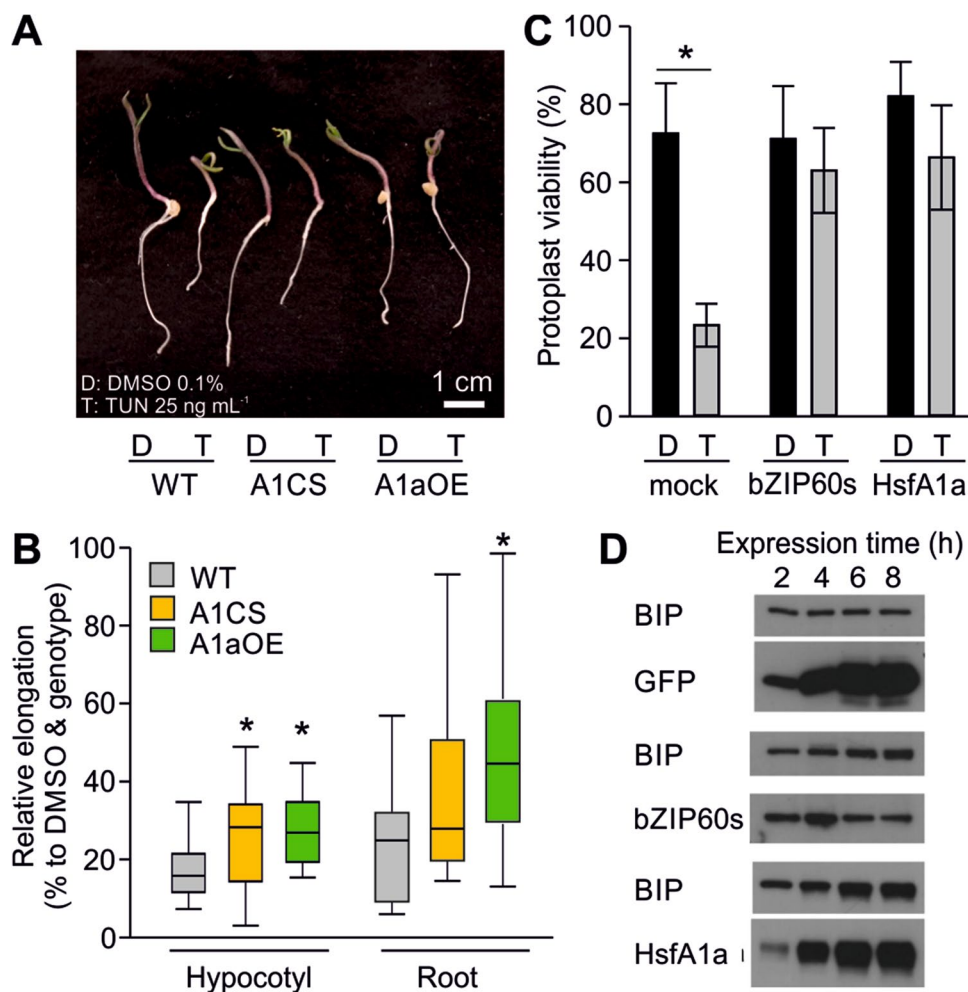 A
D: DMSO 0.1%
T: TUN 25 ng mL⁻¹
1 cm
D T D T D T
WT A1CS A1aOE
B
Relative elongation
(% to DMSO & genotype)
100
80
60
40
20
0
WT
A1CS
A1aOE
* * *
Hypocotyl Root
C
Protoplast viability (%)
100
80
60
40
20
0
*
D T D T D T
mock bZIP60s HsfA1a
D
Expression time (h)
2 4 6 8
BIP
GFP
BIP
bZIP60s
BIP
HsfA1a